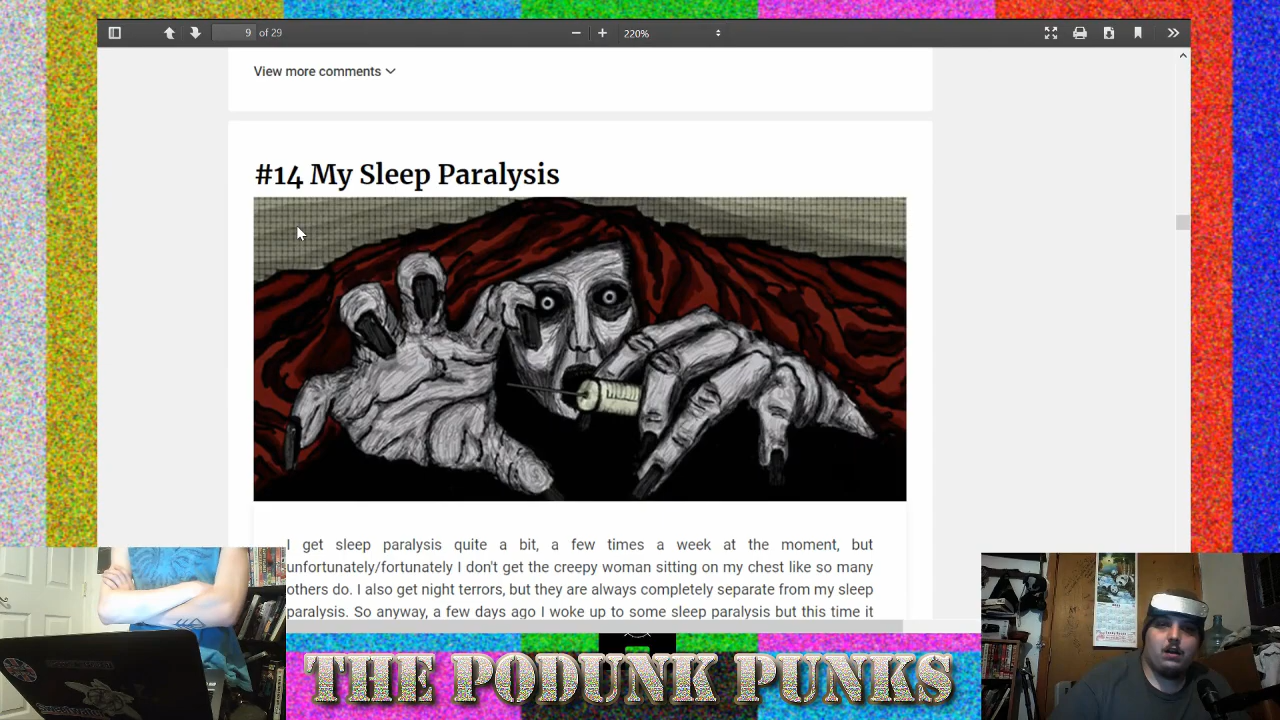 9 of 29
220%
View more comments
#14 My Sleep Paralysis
I get sleep paralysis quite a bit, a few times a week at the moment, but
unfortunately/fortunately I don't get the creepy woman sitting on my chest like so many
others do. I also get night terrors, but they are always completely separate from my sleep
paralysis. So anyway, a few days ago I woke up to some sleep paralysis but this time it
THE PODUNK PUNKS